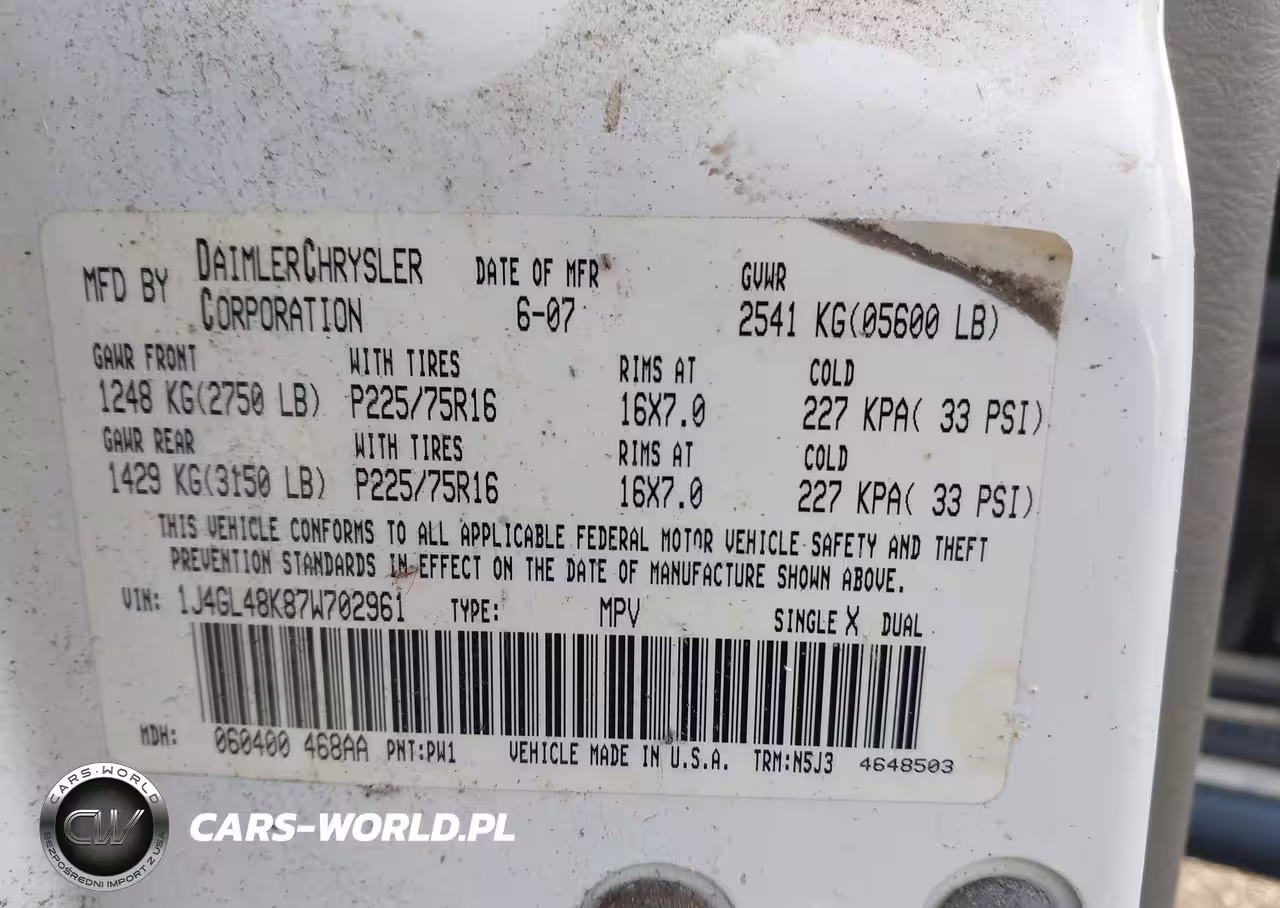 MFD BY DAIMLERCHRYSLER CORPORATION DATE OF MFR 6-07 GVWR 2541 KG(05600 LB)
GAWR FRONT WITH TIRES RIMS AT COLD
1248 KG(2750 LB) P225/75R16 16X7.0 227 KPA( 33 PSI)
GAWR REAR WITH TIRES RIMS AT COLD
1429 KG(3150 LB) P225/75R16 16X7.0 227 KPA( 33 PSI)
THIS VEHICLE CONFORMS TO ALL APPLICABLE FEDERAL MOTOR VEHICLE SAFETY AND THEFT
PREVENTION STANDARDS IN EFFECT ON THE DATE OF MANUFACTURE SHOWN ABOVE.
VIN: 1J4GL48K87W702961 TYPE: MPV SINGLE X DUAL
MDH: 060400 468AA PNT:PW1 VEHICLE MADE IN U.S.A. TRM:N5J3 4648503
CARS-WORLD
CW
BEZPOŚREDNI IMPORT Z USA
CARS-WORLD.PL